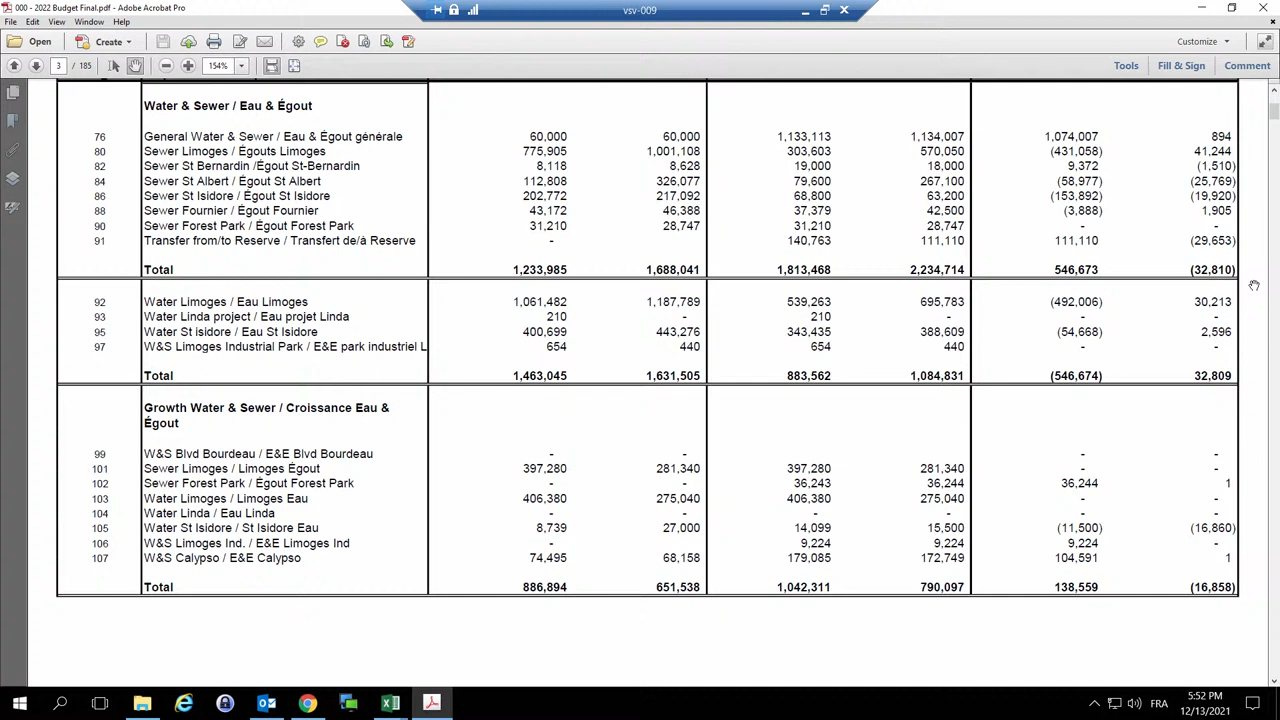 000 - 2022 Budget Final.pdf - Adobe Acrobat Pro
vsv-009
File Edit View Window Help
Open Create Customize
3 / 185 154% Tools Fill & Sign Comment
Water & Sewer / Eau & Égout
76 General Water & Sewer / Eau & Égout générale 60,000 60,000 1,133,113 1,134,007 1,074,007 894
80 Sewer Limoges / Égouts Limoges 775,905 1,001,108 303,603 570,050 (431,058) 41,244
82 Sewer St Bernardin /Égout St-Bernardin 8,118 8,628 19,000 18,000 9,372 (1,510)
84 Sewer St Albert / Égout St Albert 112,808 326,077 79,600 267,100 (58,977) (25,769)
86 Sewer St Isidore / Égout St Isidore 202,772 217,092 68,800 63,200 (153,892) (19,920)
88 Sewer Fournier / Égout Fournier 43,172 46,388 37,379 42,500 (3,888) 1,905
90 Sewer Forest Park / Égout Forest Park 31,210 28,747 31,210 28,747 - -
91 Transfer from/to Reserve / Transfert de/à Reserve - 140,763 111,110 111,110 (29,653)
Total 1,233,985 1,688,041 1,813,468 2,234,714 546,673 (32,810)
92 Water Limoges / Eau Limoges 1,061,482 1,187,789 539,263 695,783 (492,006) 30,213
93 Water Linda project / Eau projet Linda 210 - 210 - - -
95 Water St isidore / Eau St Isidore 400,699 443,276 343,435 388,609 (54,668) 2,596
97 W&S Limoges Industrial Park / E&E park industriel L 654 440 654 440 - -
Total 1,463,045 1,631,505 883,562 1,084,831 (546,674) 32,809
Growth Water & Sewer / Croissance Eau &
Égout
99 W&S Blvd Bourdeau / E&E Blvd Bourdeau - - - - - -
101 Sewer Limoges / Limoges Égout 397,280 281,340 397,280 281,340 - -
102 Sewer Forest Park / Égout Forest Park - - 36,243 36,244 36,244 1
103 Water Limoges / Limoges Eau 406,380 275,040 406,380 275,040 - -
104 Water Linda / Eau Linda - - - - - -
105 Water St Isidore / St Isidore Eau 8,739 27,000 14,099 15,500 (11,500) (16,860)
106 W&S Limoges Ind. / E&E Limoges Ind - 9,224 9,224 9,224 -
107 W&S Calypso / E&E Calypso 74,495 68,158 179,085 172,749 104,591 1
Total 886,894 651,538 1,042,311 790,097 138,559 (16,858)
FRA 5:52 PM
12/13/2021